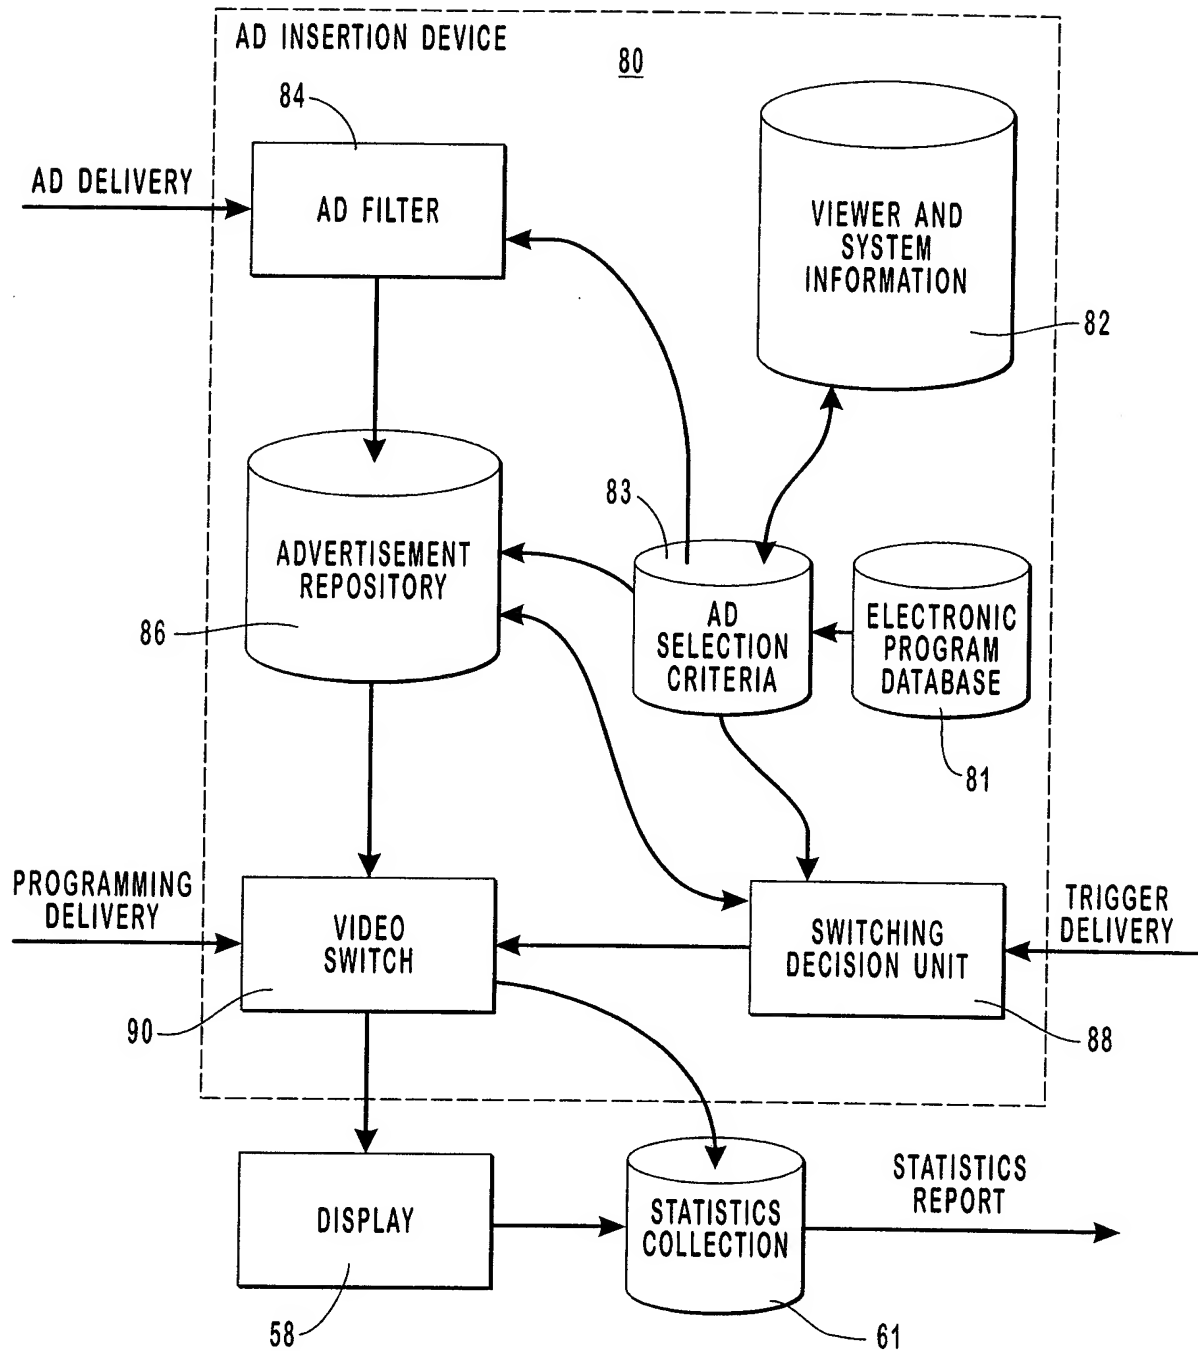 AD INSERTION DEVICE
80
84
AD DELIVERY
AD FILTER
VIEWER AND
SYSTEM
INFORMATION
82
83
ADVERTISEMENT
REPOSITORY
86
AD
SELECTION
CRITERIA
ELECTRONIC
PROGRAM
DATABASE
81
PROGRAMMING
DELIVERY
VIDEO
SWITCH
90
SWITCHING
DECISION UNIT
88
TRIGGER
DELIVERY
DISPLAY
58
STATISTICS
COLLECTION
61
STATISTICS
REPORT